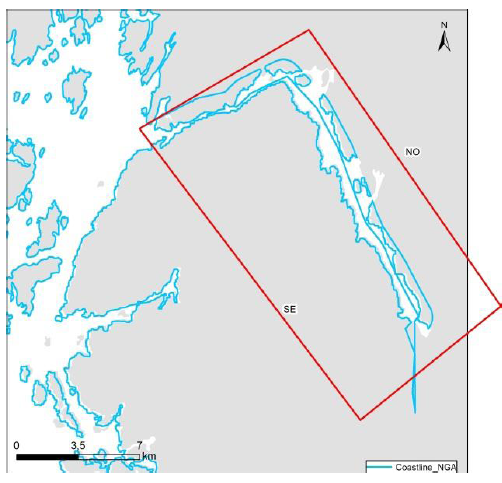 N
NO
SE
0 3.5 7
km
Coastline_NGA